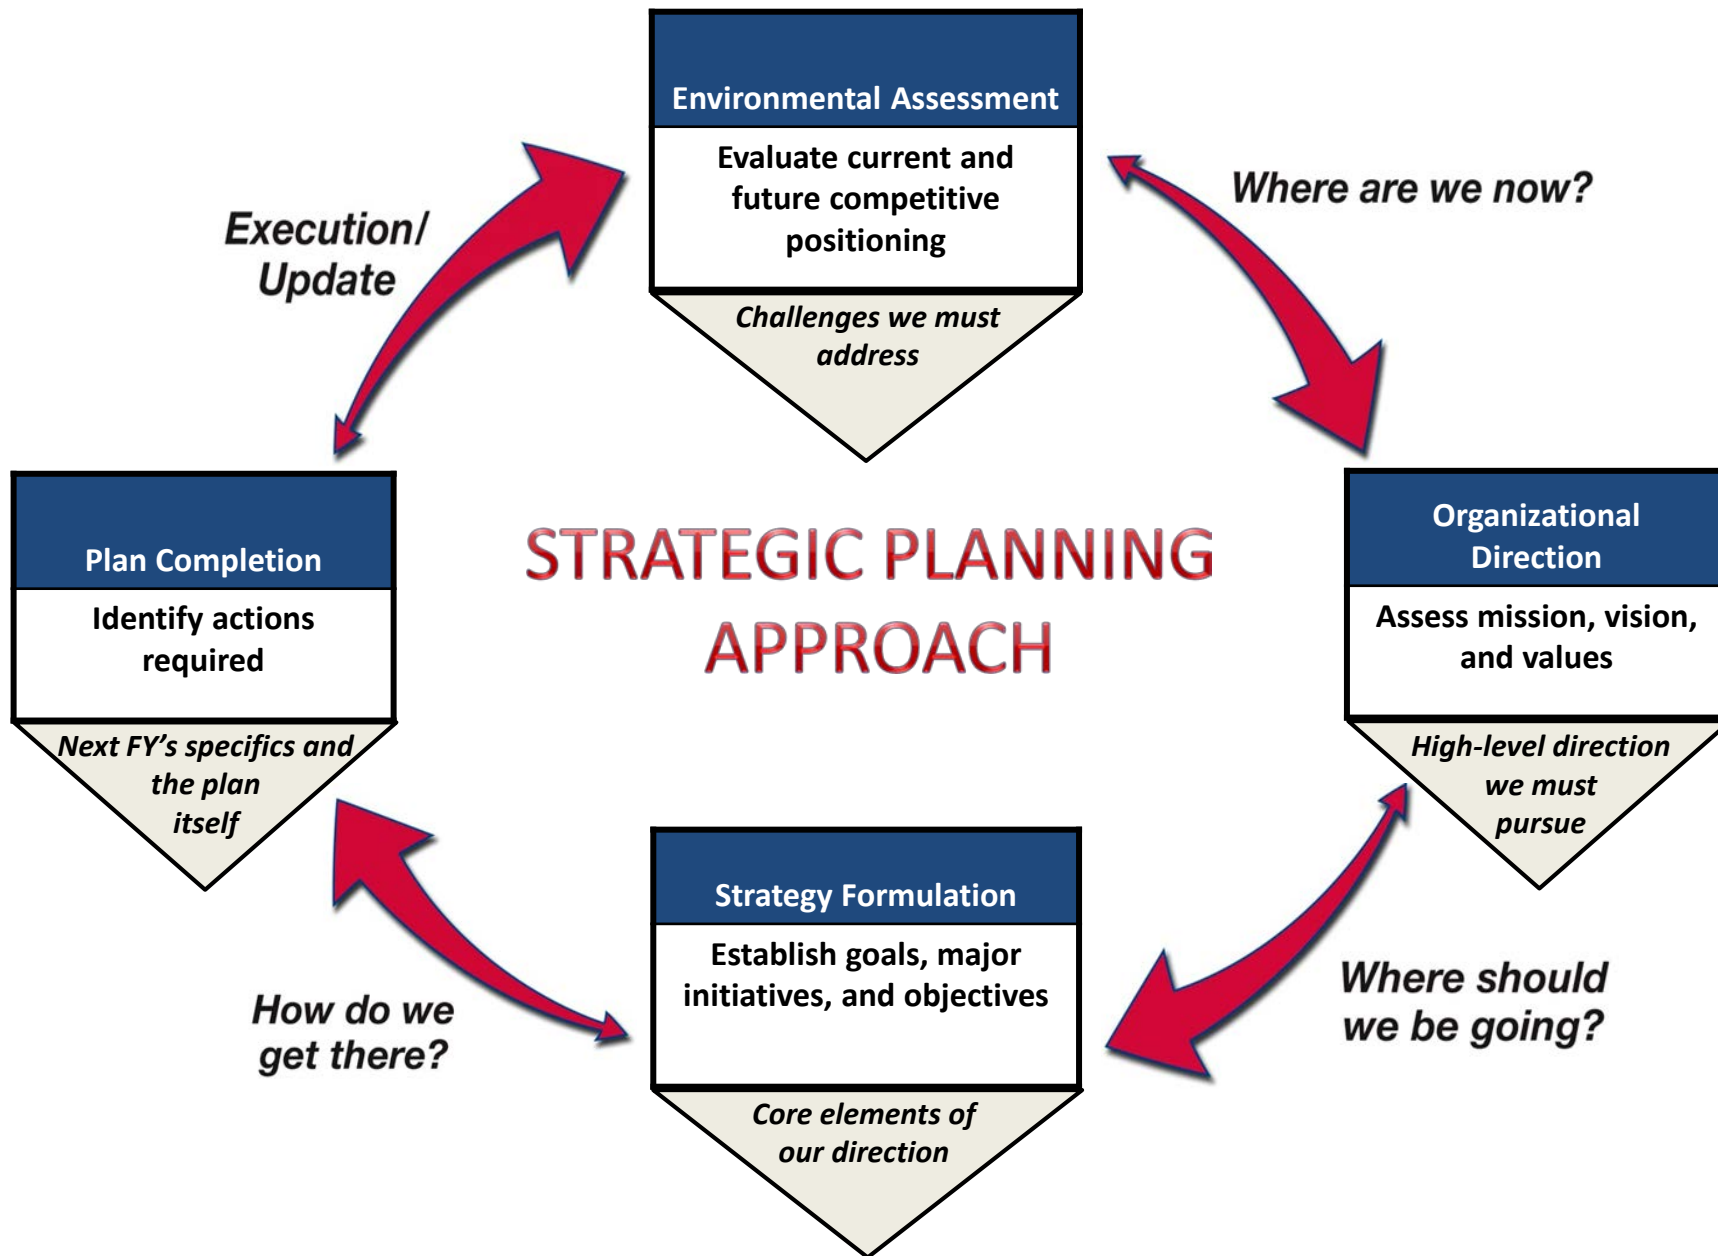 Environmental Assessment
Evaluate current and
future competitive
positioning
Challenges we must
address
Where are we now?
Execution/
Update
Organizational
Direction
Assess mission, vision,
and values
High-level direction
we must
pursue
STRATEGIC PLANNING
APPROACH
Plan Completion
Identify actions
required
Next FY’s specifics and
the plan
itself
Where should
we be going?
Strategy Formulation
Establish goals, major
initiatives, and objectives
Core elements of
our direction
How do we
get there?